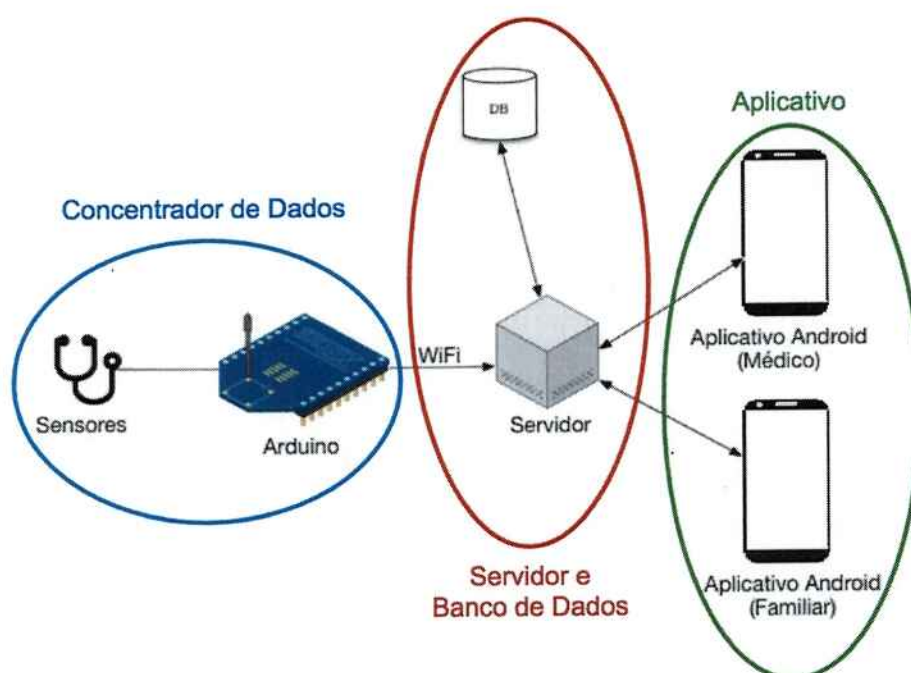 DB
Aplicativo
Concentrador de Dados
WiFi
Sensores
Arduino
Servidor
Aplicativo Android
(Médico)
Aplicativo Android
(Familiar)
Servidor e
Banco de Dados